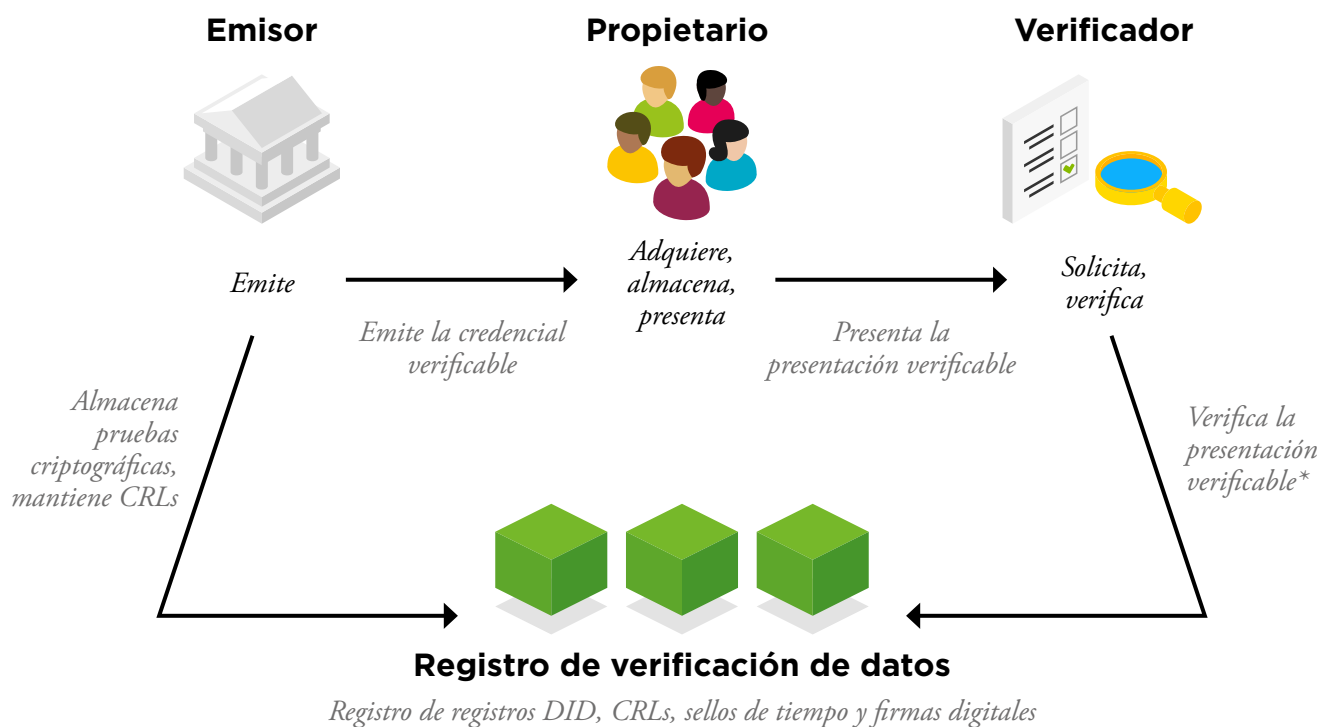 Emisor
Propietario
Verificador
Emite
Adquiere,
almacena,
presenta
Solicita,
verifica
Emite la credencial
verificable
Presenta la
presentación verificable
Almacena
pruebas
criptográficas,
mantiene CRLs
Verifica la
presentación
verificable*
Registro de verificación de datos
Registro de registros DID, CRLs, sellos de tiempo y firmas digitales